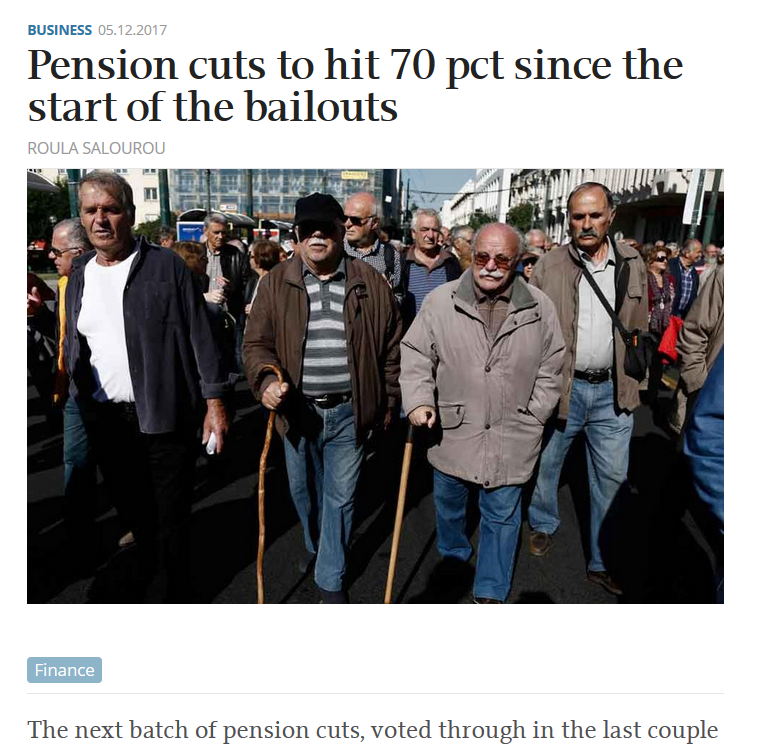 BUSINESS 05.12.2017
Pension cuts to hit 70 pct since the
start of the bailouts
ROULA SALOUROU
Finance
The next batch of pension cuts, voted through in the last couple